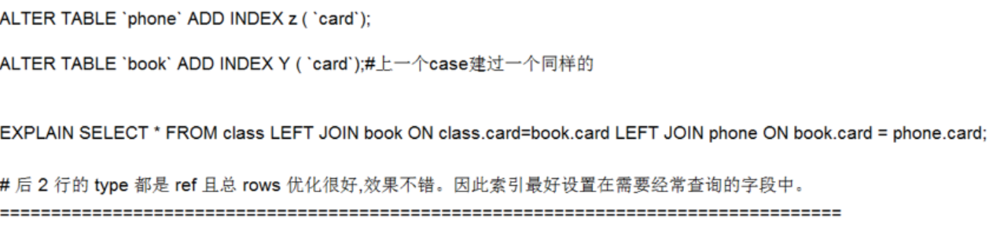 ALTER TABLE `phone` ADD INDEX z ( `card`);
ALTER TABLE `book` ADD INDEX Y ( `card`);#上一个case建过一个同样的
EXPLAIN SELECT * FROM class LEFT JOIN book ON class.card=book.card LEFT JOIN phone ON book.card = phone.card;
# 后 2 行的 type 都是 ref 且总 rows 优化很好,效果不错。因此索引最好设置在需要经常查询的字段中。
==================================================================================